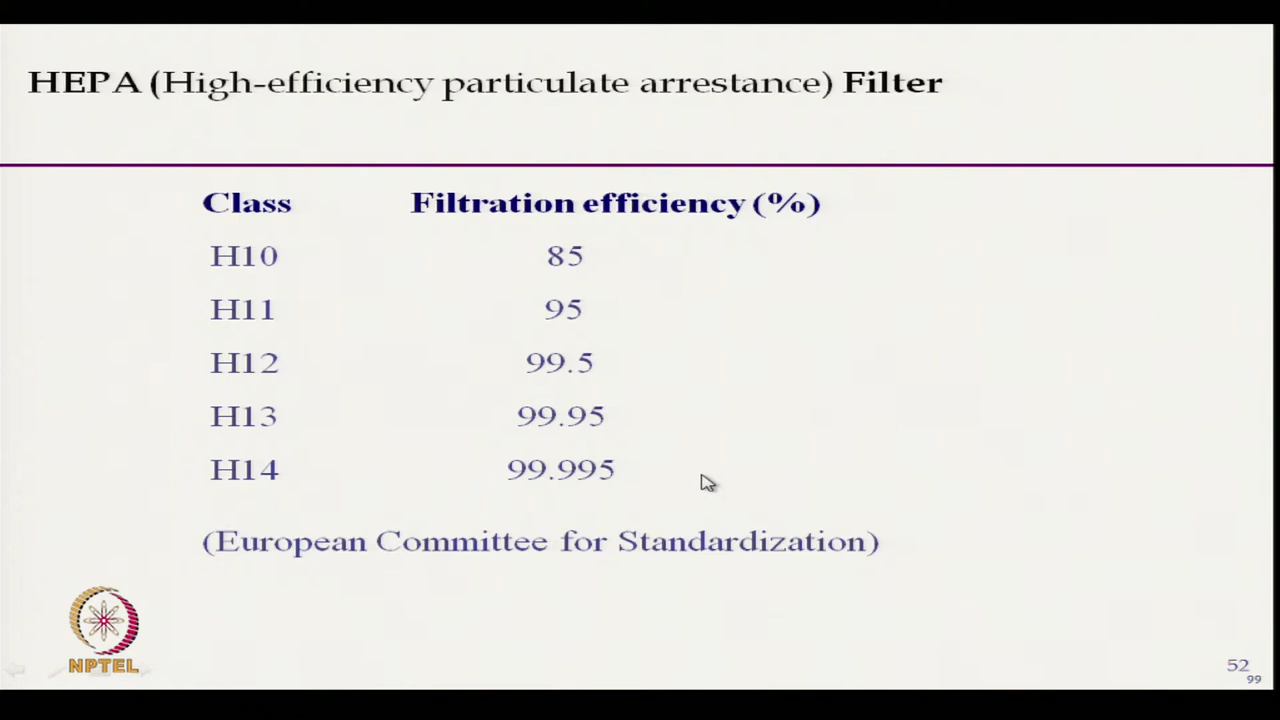 HEPA (High-efficiency particulate arrestance) Filter
Class Filtration efficiency (%)
H10 85
H11 95
H12 99.5
H13 99.95
H14 99.995
(European Committee for Standardization)
NPTEL
52
99